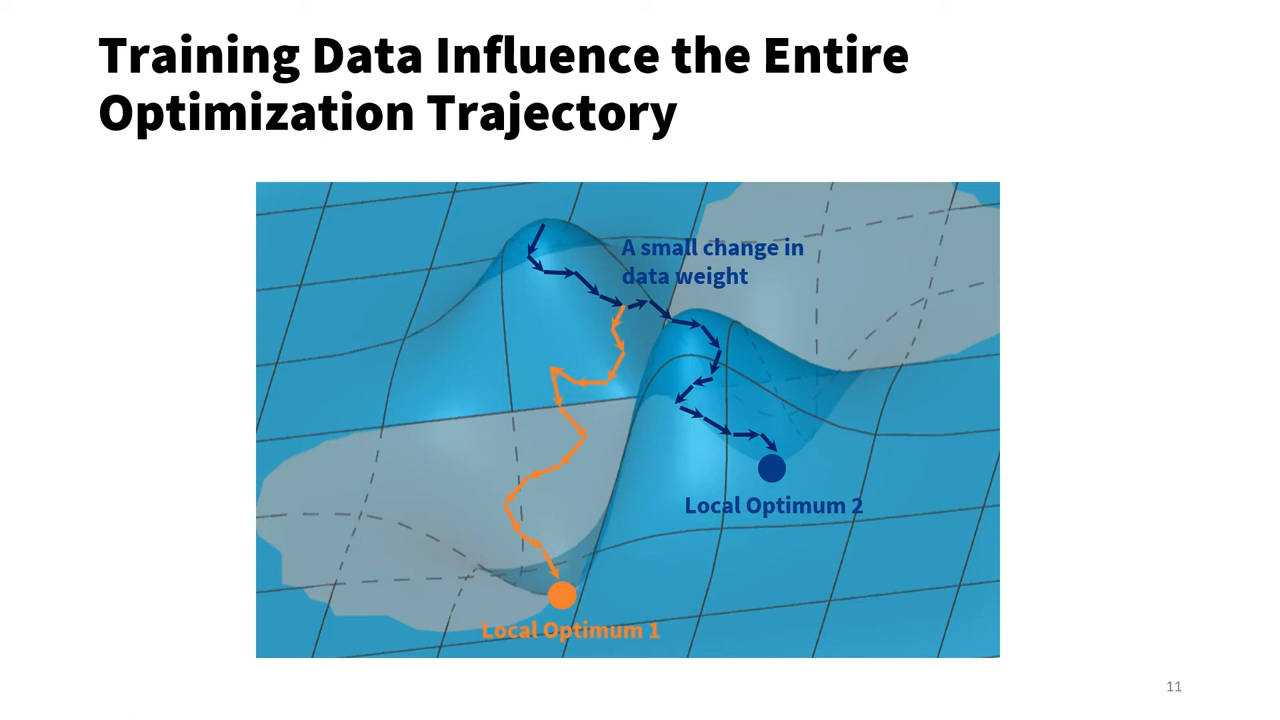 Training Data Influence the Entire
Optimization Trajectory
A small change in
data weight
Local Optimum 2
Local Optimum 1
11